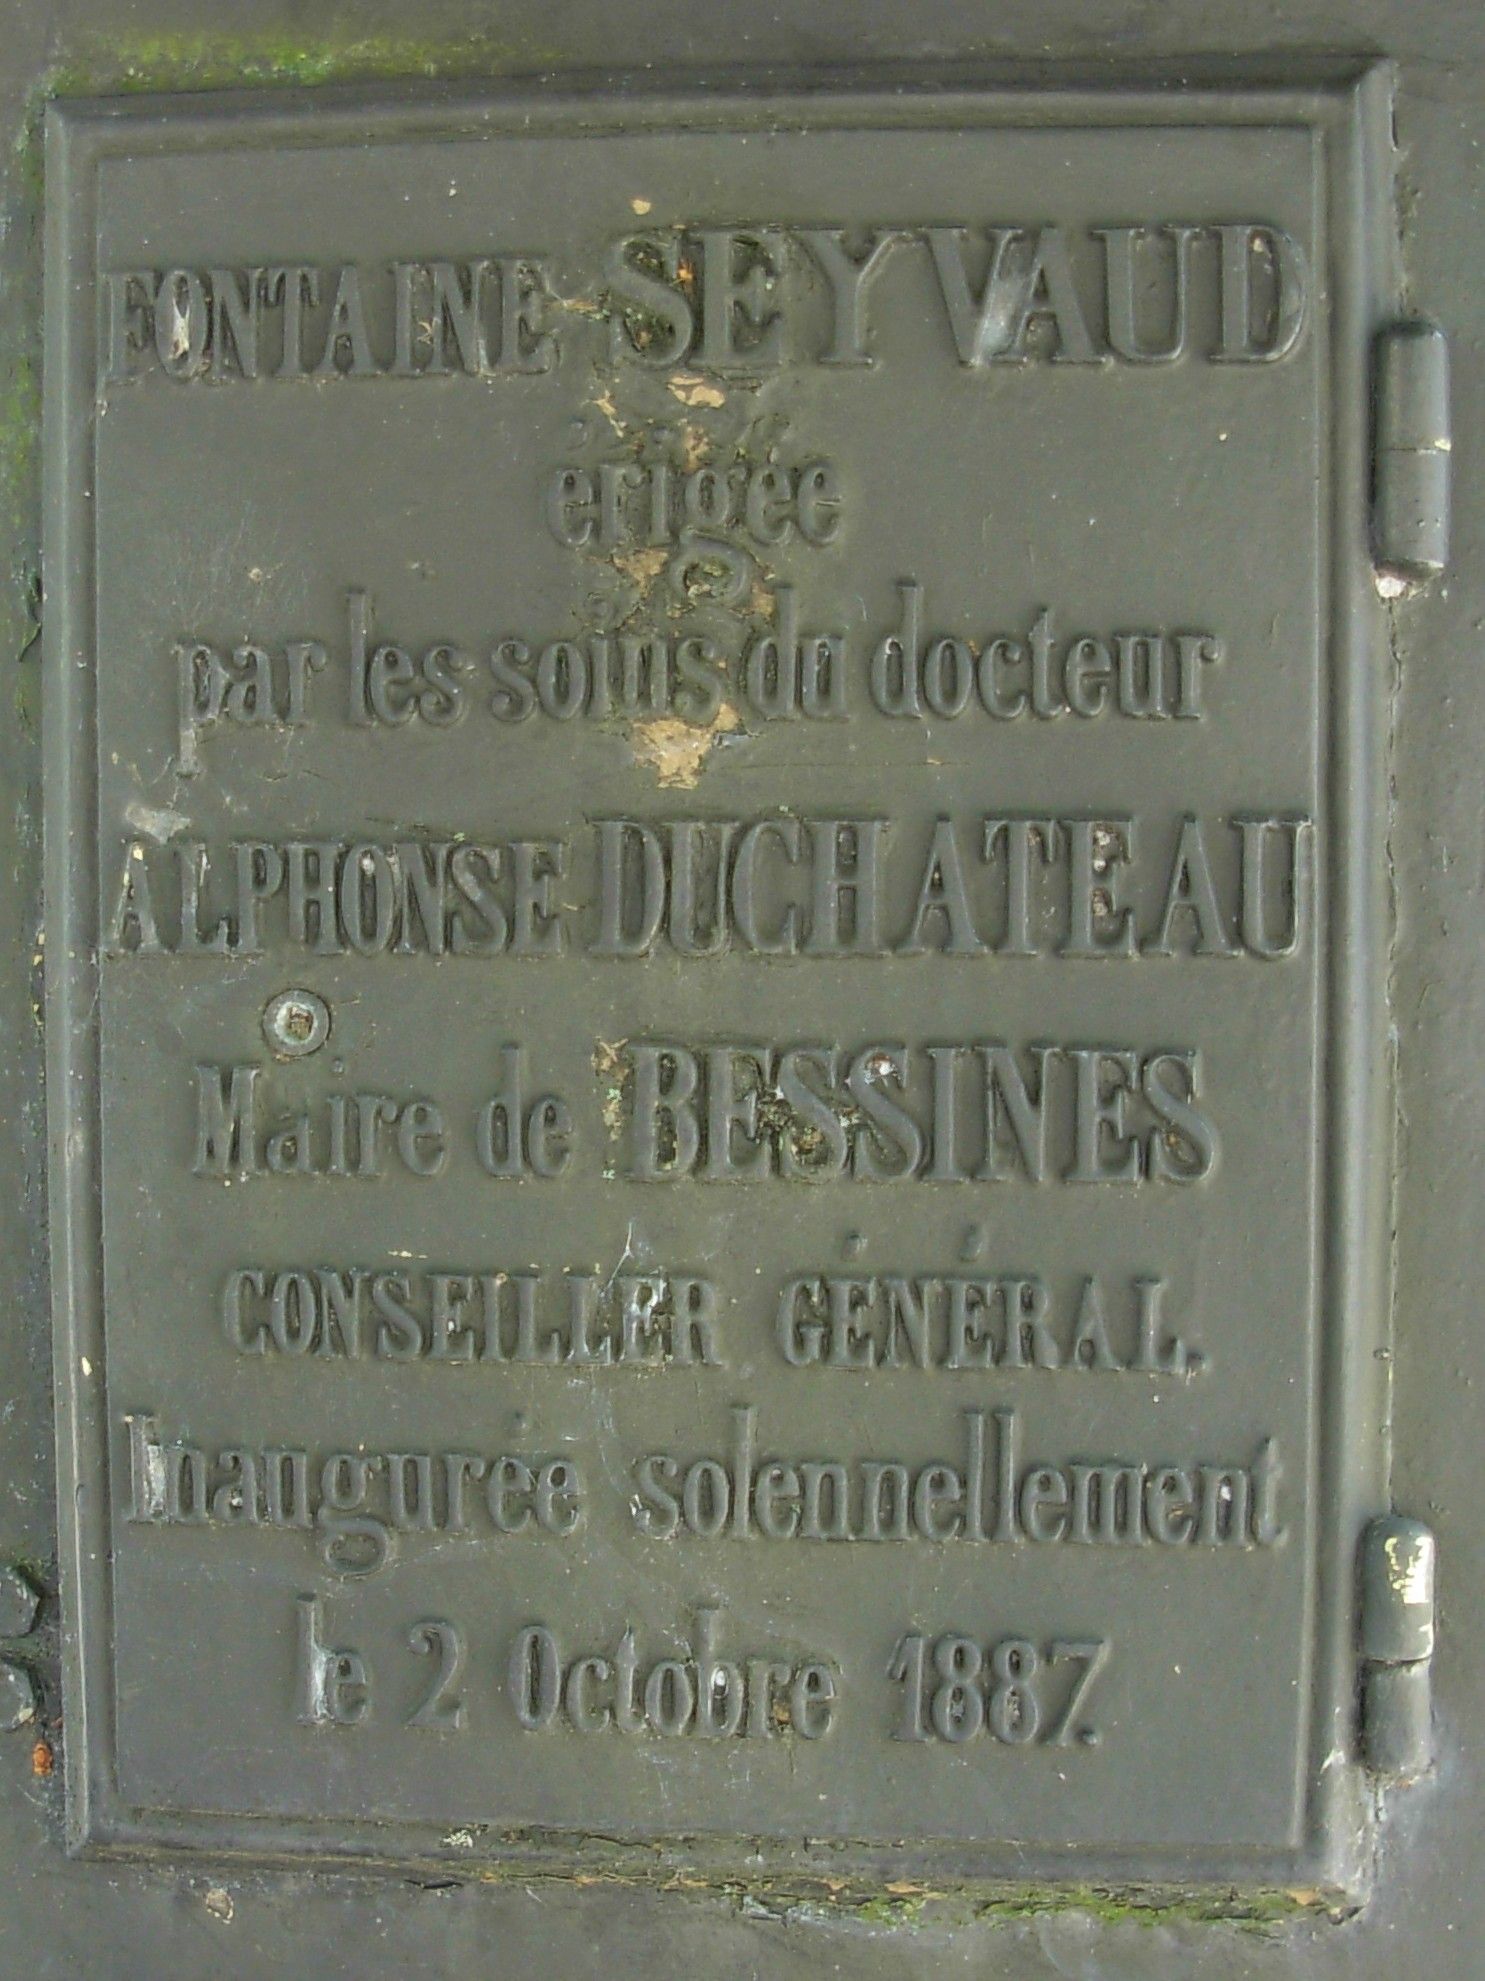 FONTAINE SEYVAUD
érigée
par les soins du docteur
ALPHONSE DUCHATEAU
Maire de BESSINES
CONSEILLER GÉNÉRAL.
Inaugurée solennellement
le 2 Octobre 1887.